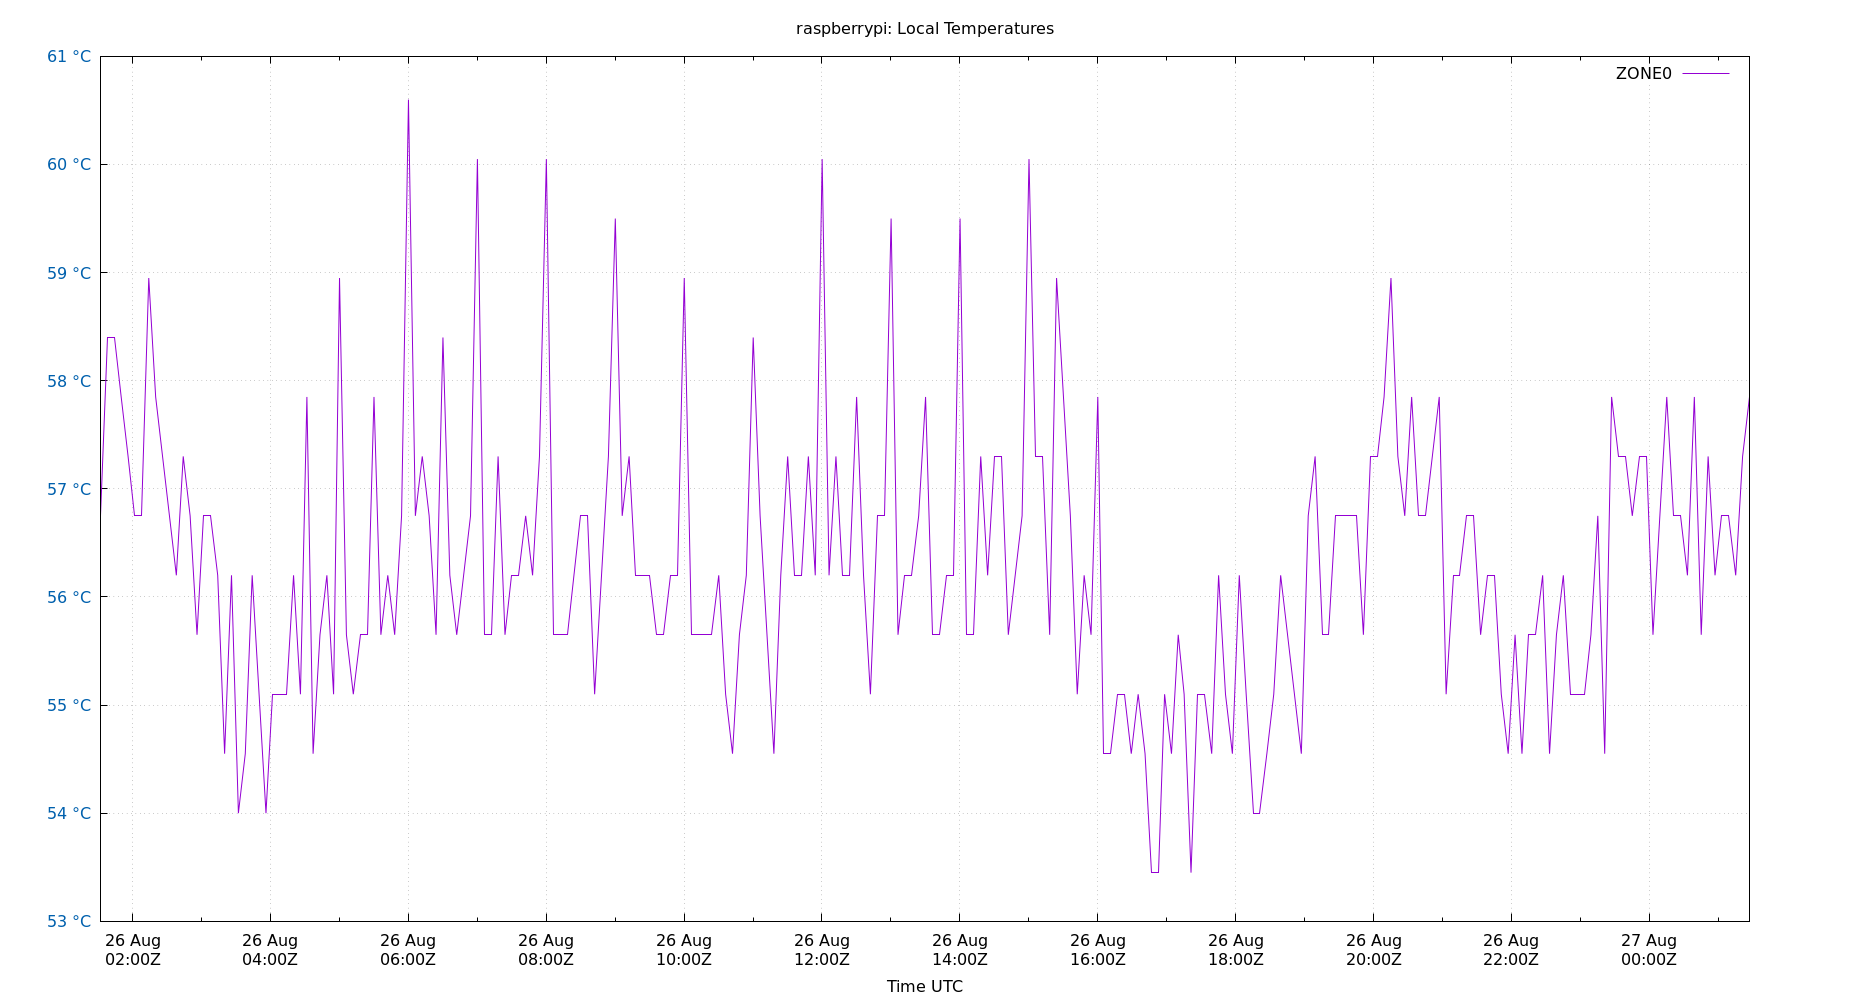 raspberrypi: Local Temperatures
61 °C
ZONE0
60 °C
59 °C
58 °C
57 °C
56 °C
55 °C
54 °C
53 °C
26 Aug 26 Aug 26 Aug 26 Aug 26 Aug 26 Aug 26 Aug 26 Aug 26 Aug 26 Aug 26 Aug 27 Aug
02:00Z 04:00Z 06:00Z 08:00Z 10:00Z 12:00Z 14:00Z 16:00Z 18:00Z 20:00Z 22:00Z 00:00Z
Time UTC